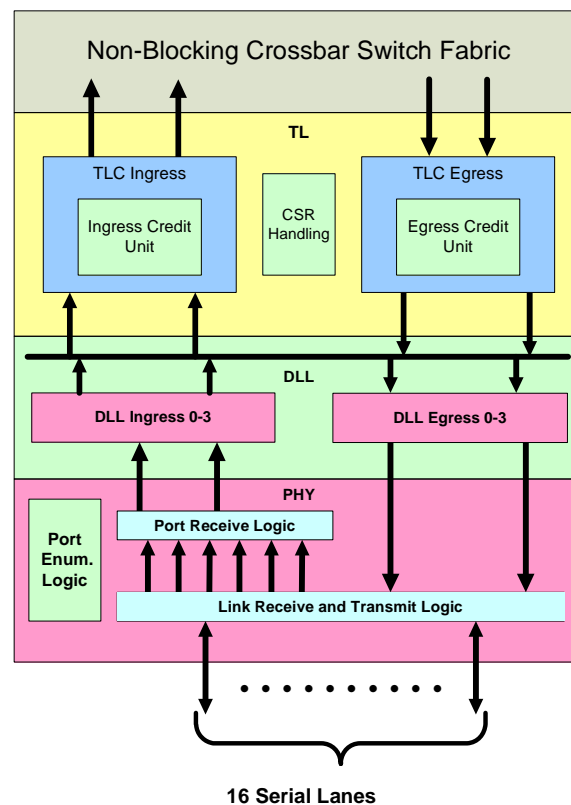 Non-Blocking Crossbar Switch Fabric
TL
TLC Ingress
Ingress Credit
Unit
CSR
Handling
TLC Egress
Egress Credit
Unit
DLL
DLL Ingress 0-3
DLL Egress 0-3
PHY
Port Receive Logic
Port
Enum.
Logic
Link Receive and Transmit Logic
16 Serial Lanes